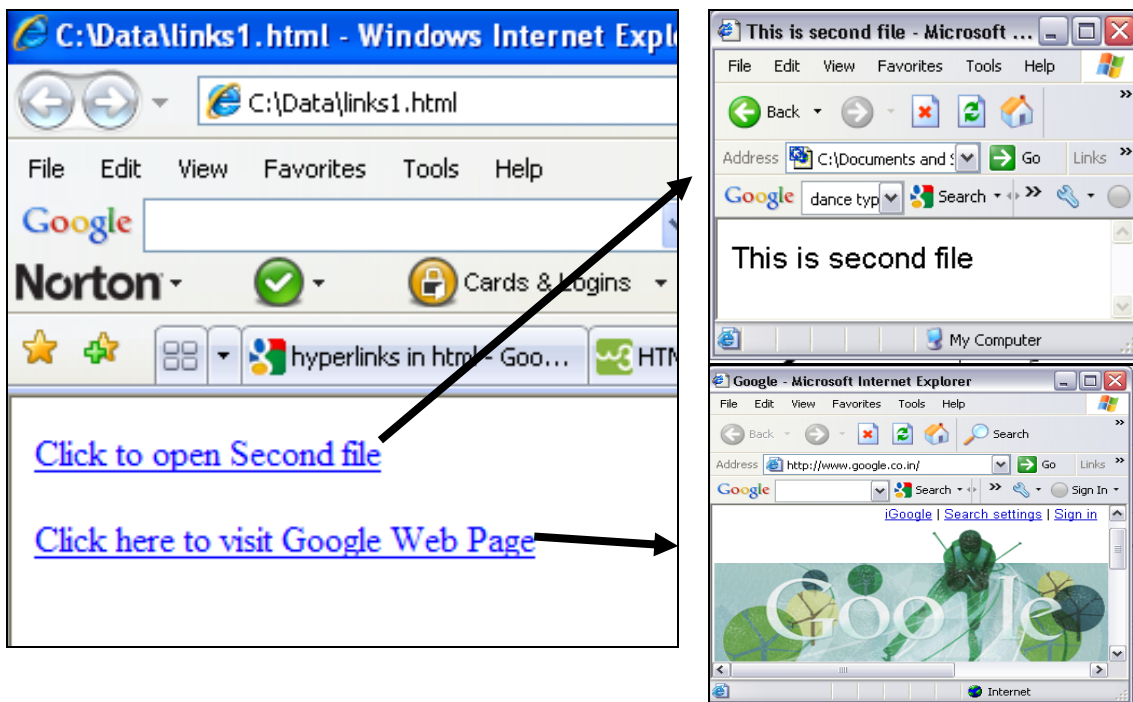 C:\Data\links1.html - Windows Internet Expl
C:\Data\links1.html
File Edit View Favorites Tools Help
Google
Norton
Cards & Logins
hyperlinks in html - Goo...
HTM
Click to open Second file
Click here to visit Google Web Page
This is second file - Microsoft ...
File Edit View Favorites Tools Help
Back
Address C:\Documents and S Go Links
Google dance typ Search
This is second file
My Computer
Google - Microsoft Internet Explorer
File Edit View Favorites Tools Help
Back Search
Address http://www.google.co.in/ Go Links
Google Search Sign In
iGoogle | Search settings | Sign in
Goo le
Internet